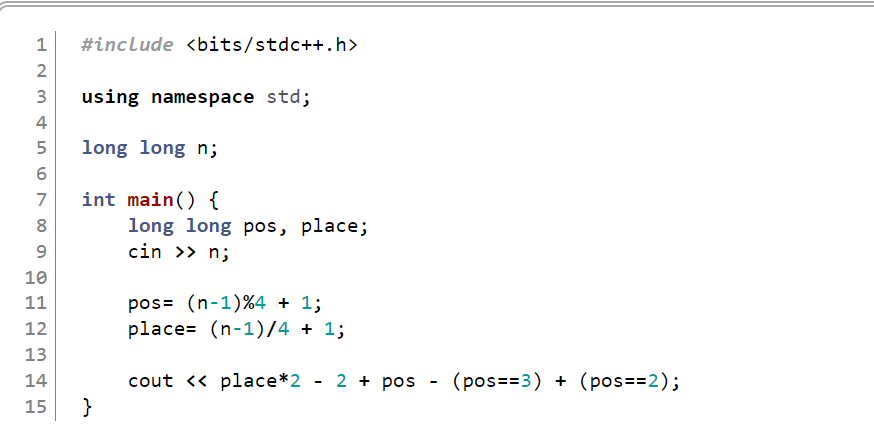 1 #include <bits/stdc++.h>
2
3 using namespace std;
4
5 long long n;
6
7 int main() {
8     long long pos, place;
9     cin >> n;
10
11     pos= (n-1)%4 + 1;
12     place= (n-1)/4 + 1;
13
14     cout << place*2 - 2 + pos - (pos==3) + (pos==2);
15 }